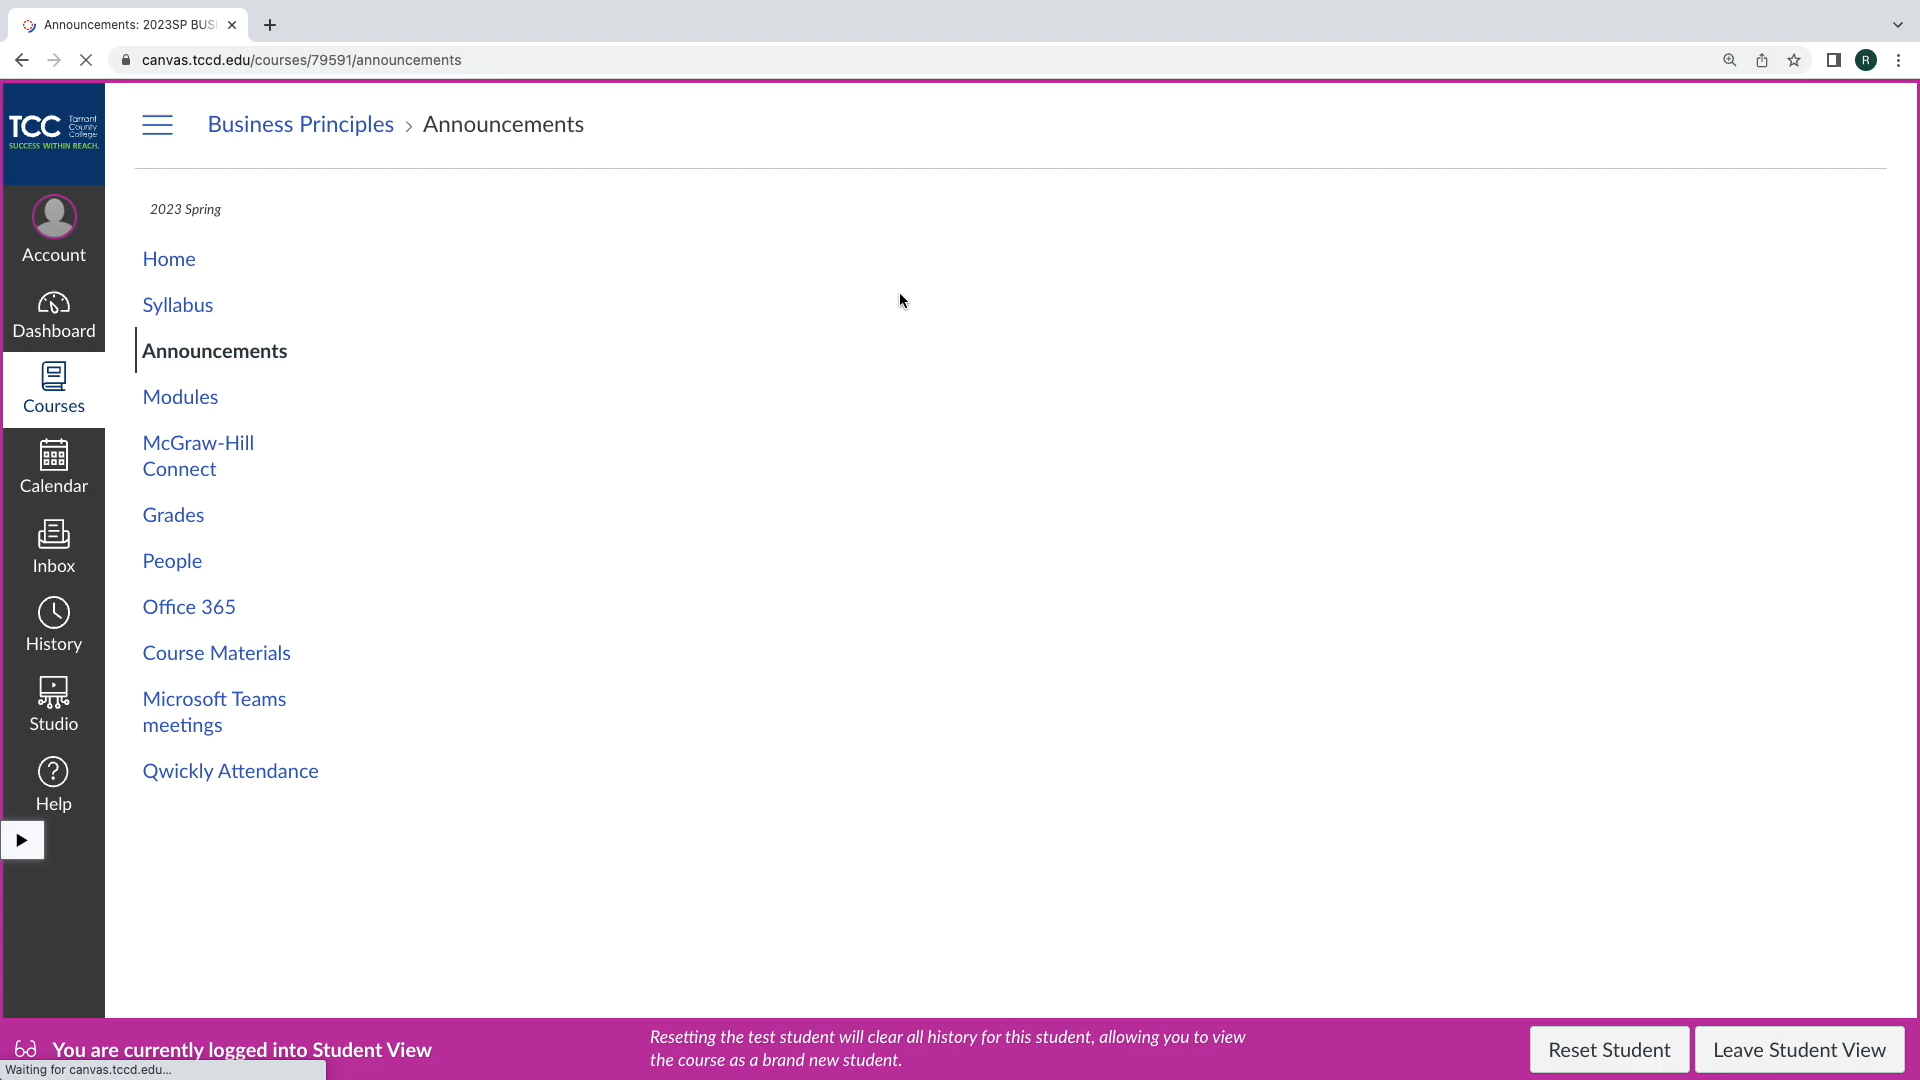 Announcements: 2023SP BUS
canvas.tccd.edu/courses/79591/announcements
R
TCC Tarrant County College
SUCCESS WITHIN REACH.
Business Principles › Announcements
2023 Spring
Account
Dashboard
Courses
Calendar
Inbox
History
Studio
Help
Home
Syllabus
Announcements
Modules
McGraw-Hill
Connect
Grades
People
Office 365
Course Materials
Microsoft Teams
meetings
Qwickly Attendance
You are currently logged into Student View
Resetting the test student will clear all history for this student, allowing you to view
the course as a brand new student.
Reset Student
Leave Student View
Waiting for canvas.tccd.edu...